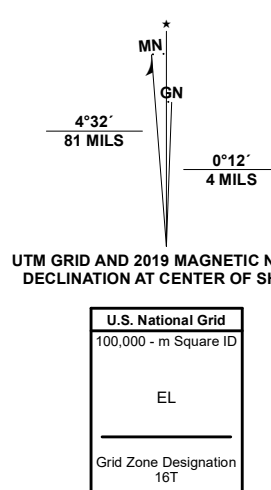 ★
MN
GN
4°32´
81 MILS
0°12´
4 MILS
UTM GRID AND 2019 MAGNETIC
DECLINATION AT CENTER OF
U.S. National Grid
100,000 - m Square ID
EL
Grid Zone Designation
16T